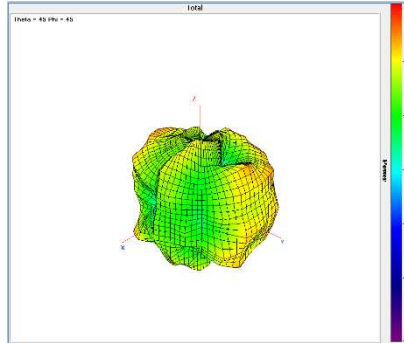 Total
Theta = 45 Phi = 45
Z
Power
X
Y